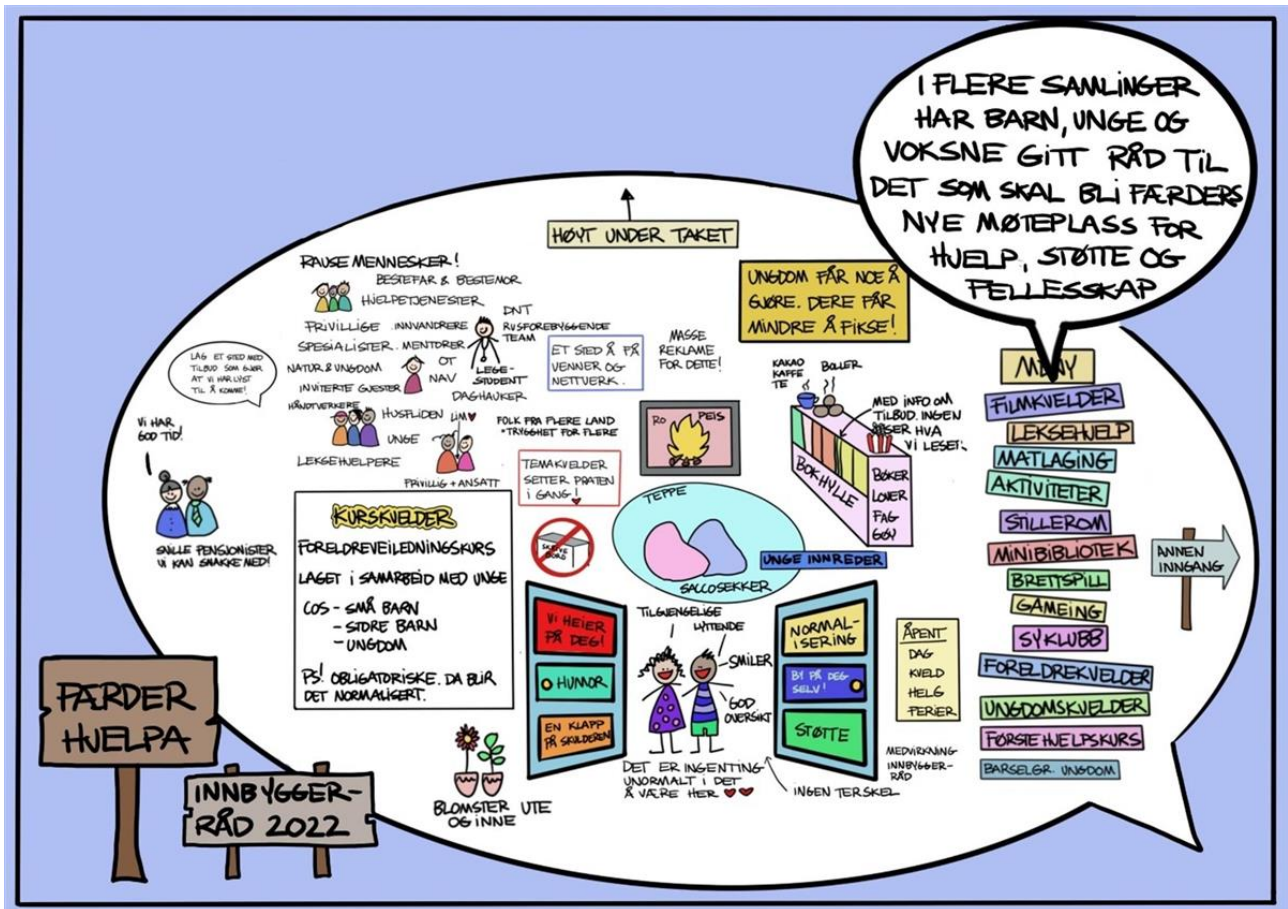 I FLERE SAMLINGER
HAR BARN, UNGE OG
VOKSNE GITT RÅD TIL
DET SOM SKAL BLI FÆRDERS
NYE MØTEPLASS FOR
HJELP, STØTTE OG
FELLESSKAP
HØYT UNDER TAKET
RAUSE MENNESKER!
BESTEFAR & BESTEMOR
HJELPETJENESTER
FRIVILLIGE INNVANDRERE
SPESIALISTER. MENTORER
NATUR & UNGDOM
OT
NAV
INVITERTE GJESTER
HÅNDTVERKERE
HUSFLIDEN
UNGE
LEKSEHJELPERE
DNT
RUSFOREBYGGENDE
TEAM
LEGE-
STUDENT
DAGHAUKER
LIM
FRIVILLIG + ANSATT
LAG ET STED MED
TILBUD SOM GJØR
AT VI HAR LYST
TIL Å KOMME!
VI HAR
GOD TID!
SNILLE PENSJONISTER
VI KAN SNAKKE MED!
ET STED Å FÅ
VENNER OG
NETTVERK.
MASSE
REKLAME
FOR DETTE!
UNGDOM FÅR NOE Å
GJØRE. DERE FÅR
MINDRE Å FIKSE!
FOLK FRA FLERE LAND
=TRYGGHET FOR FLERE
TEMAKVELDER
SETTER PRATEN
I GANG!
RO PEIS
KAKAO
KAFFE
TE
BOLLER
MED INFO OM
TILBUD. INGEN
SER HVA
VI LESER.
BOKHYLLE
BØKER
LOVER
FAG
GØY
TEPPE
SACCOSEKKER
UNGE INNREDER
SKRIVE
BORD
KURSKVELDER
FORELDREVEILEDNINGSKURS
LAGET I SAMARBEID MED UNGE
COS - SMÅ BARN
- STORE BARN
- UNGDOM
PS! OBLIGATORISKE. DA BLIR
DET NORMALISERT.
VI HEIER
PÅ DEG!
HUMOR
EN KLAPP
PÅ SKULDEREN
TILGJENGELIGE
LYTTENDE
SMILER
GOD
OVERSIKT
NORMAL-
ISERING
BY PÅ DEG
SELV!
STØTTE
DET ER INGENTING
UNORMALT I DET
Å VÆRE HER
INGEN TERSKEL
BLOMSTER UTE
OG INNE
ÅPENT
DAG
KVELD
HELG
FERIER
MEDVIRKNING
INNBYGGER-
RÅD
MENY
FILMKVELDER
LEKSEHJELP
MATLAGING
AKTIVITETER
STILLEROM
MINIBIBLIOTEK
BRETTSPILL
GAMEING
SYKLUBB
FORELDREKVELDER
UNGDOMSKVELDER
FØRSTEHJELPSKURS
BARSELGR. UNGDOM
ANNEN
INNGANG
FÆRDER
HJELPA
INNBYGGER-
RÅD 2022